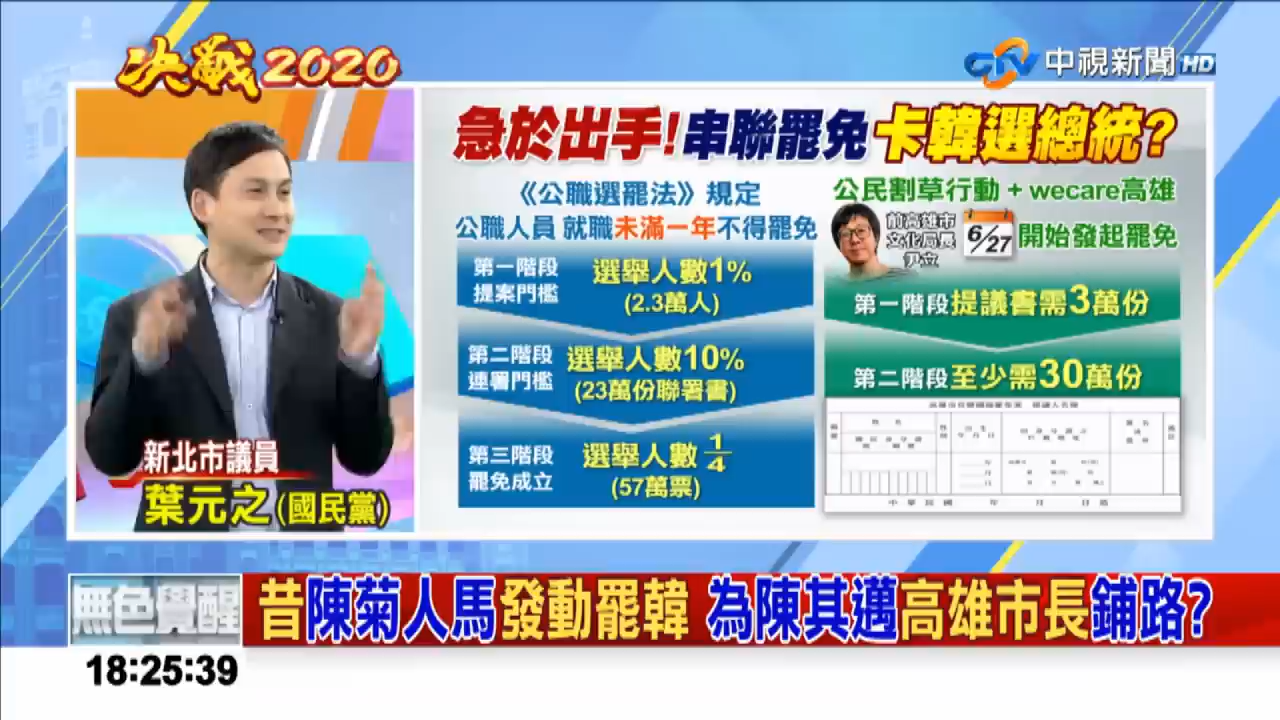 決戰2020
CTV 中視新聞 HD
急於出手!串聯罷免卡韓選總統?
《公職選罷法》規定
公職人員 就職未滿一年不得罷免
第一階段
提案門檻
選舉人數1%
(2.3萬人)
第二階段
連署門檻
選舉人數10%
(23萬份聯署書)
第三階段
罷免成立
選舉人數1/4
(57萬票)
公民割草行動 + wecare高雄
前高雄市
文化局長
尹立
6/27
開始發起罷免
第一階段提議書需3萬份
第二階段至少需30萬份
中 華 民 國 年 月 日
新北市議員
葉元之(國民黨)
無色覺醒
昔陳菊人馬發動罷韓 為陳其邁高雄市長鋪路?
18:25:39